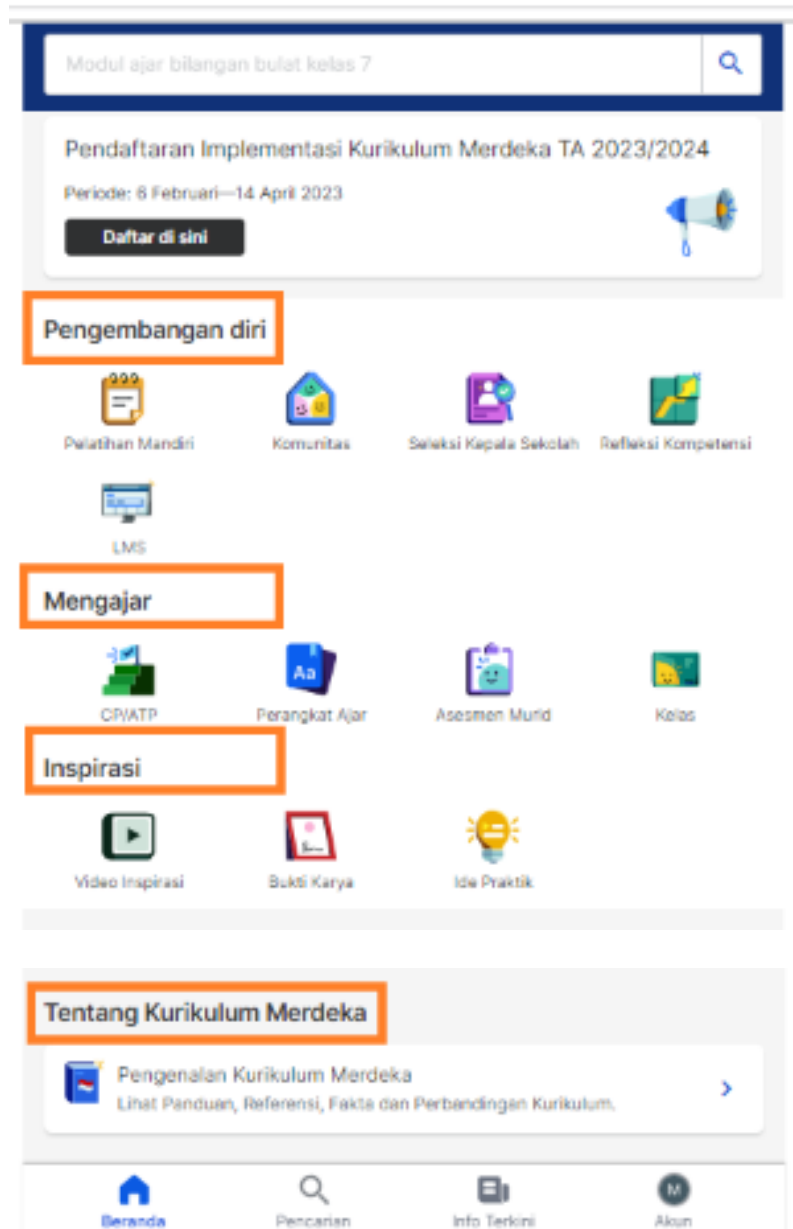 Modul ajar bilangan bulat kelas 7
Pendaftaran Implementasi Kurikulum Merdeka TA 2023/2024
Periode: 6 Februari—14 April 2023
Daftar di sini
Pengembangan diri
Pelatihan Mandiri
Komunitas
Seleksi Kepala Sekolah
Refleksi Kompetensi
LMS
Mengajar
CP/ATP
Perangkat Ajar
Asesmen Murid
Kelas
Aa
Inspirasi
Video Inspirasi
Bukti Karya
Ide Praktik
Tentang Kurikulum Merdeka
Pengenalan Kurikulum Merdeka
Lihat Panduan, Referensi, Fakta dan Perbandingan Kurikulum.
M
Beranda
Pencarian
Info Terkini
Akun